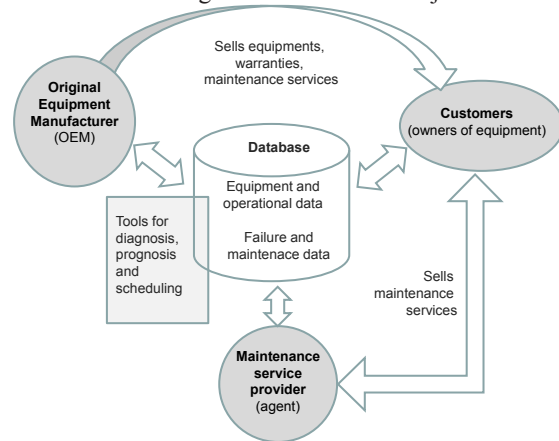 Sells equipments,
warranties,
maintenance services
Original
Equipment
Manufacturer
(OEM)
Customers
(owners of equipment)
Database
Equipment and
operational data
Failure and
maintenace data
Tools for
diagnosis,
prognosis
and
scheduling
Sells
maintenance
services
Maintenance
service
provider
(agent)